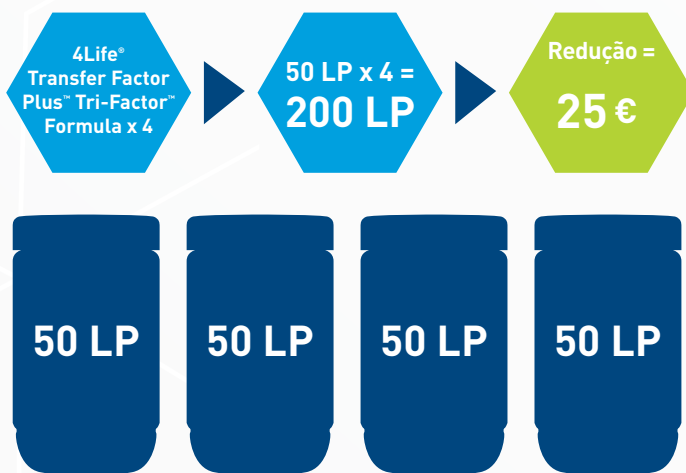 4Life®
Transfer Factor
Plus™ Tri-Factor™
Formula x 4
50 LP x 4 =
200 LP
Redução =
25 €
50 LP
50 LP
50 LP
50 LP